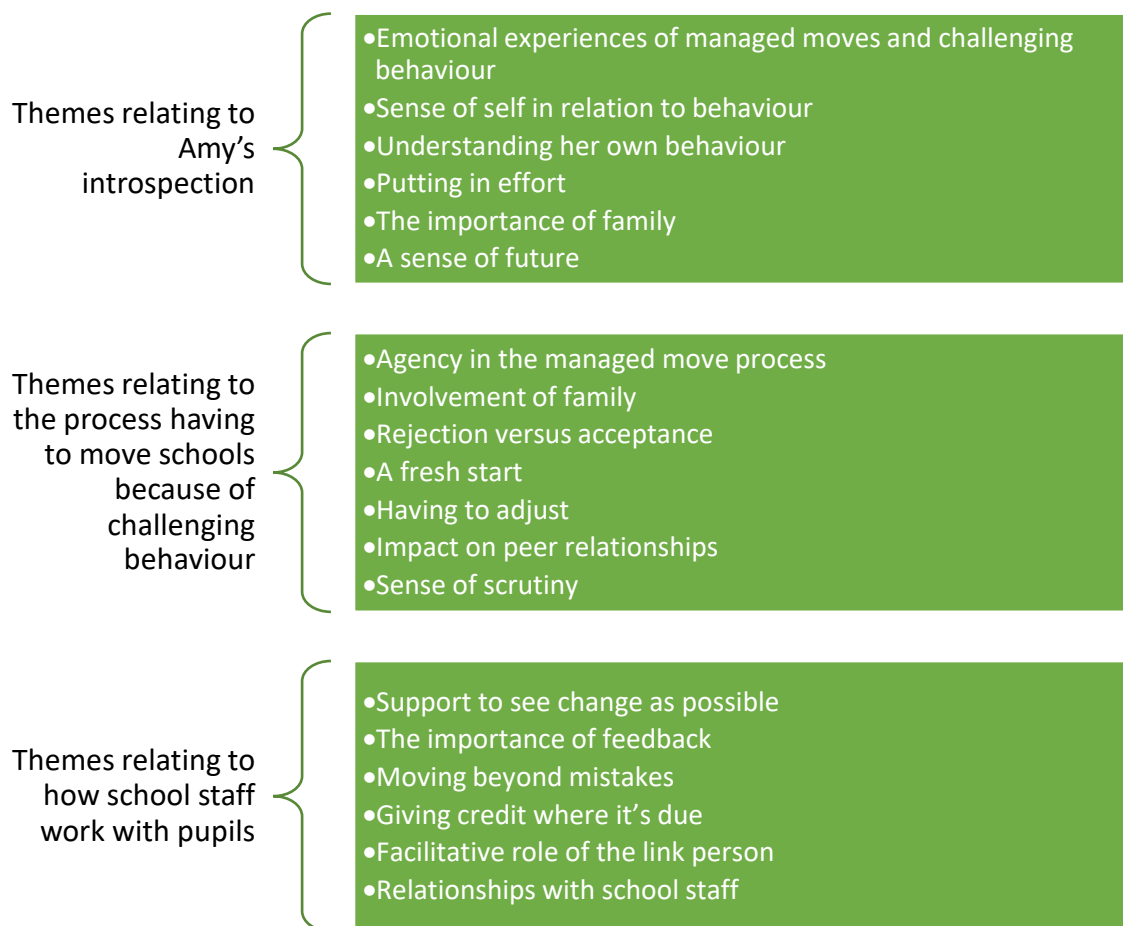 Themes relating to
Amy's
introspection
•Emotional experiences of managed moves and challenging
behaviour
•Sense of self in relation to behaviour
•Understanding her own behaviour
•Putting in effort
•The importance of family
•A sense of future
Themes relating to
the process having
to move schools
because of
challenging
behaviour
•Agency in the managed move process
•Involvement of family
•Rejection versus acceptance
•A fresh start
•Having to adjust
•Impact on peer relationships
•Sense of scrutiny
Themes relating to
how school staff
work with pupils
•Support to see change as possible
•The importance of feedback
•Moving beyond mistakes
•Giving credit where it's due
•Facilitative role of the link person
•Relationships with school staff